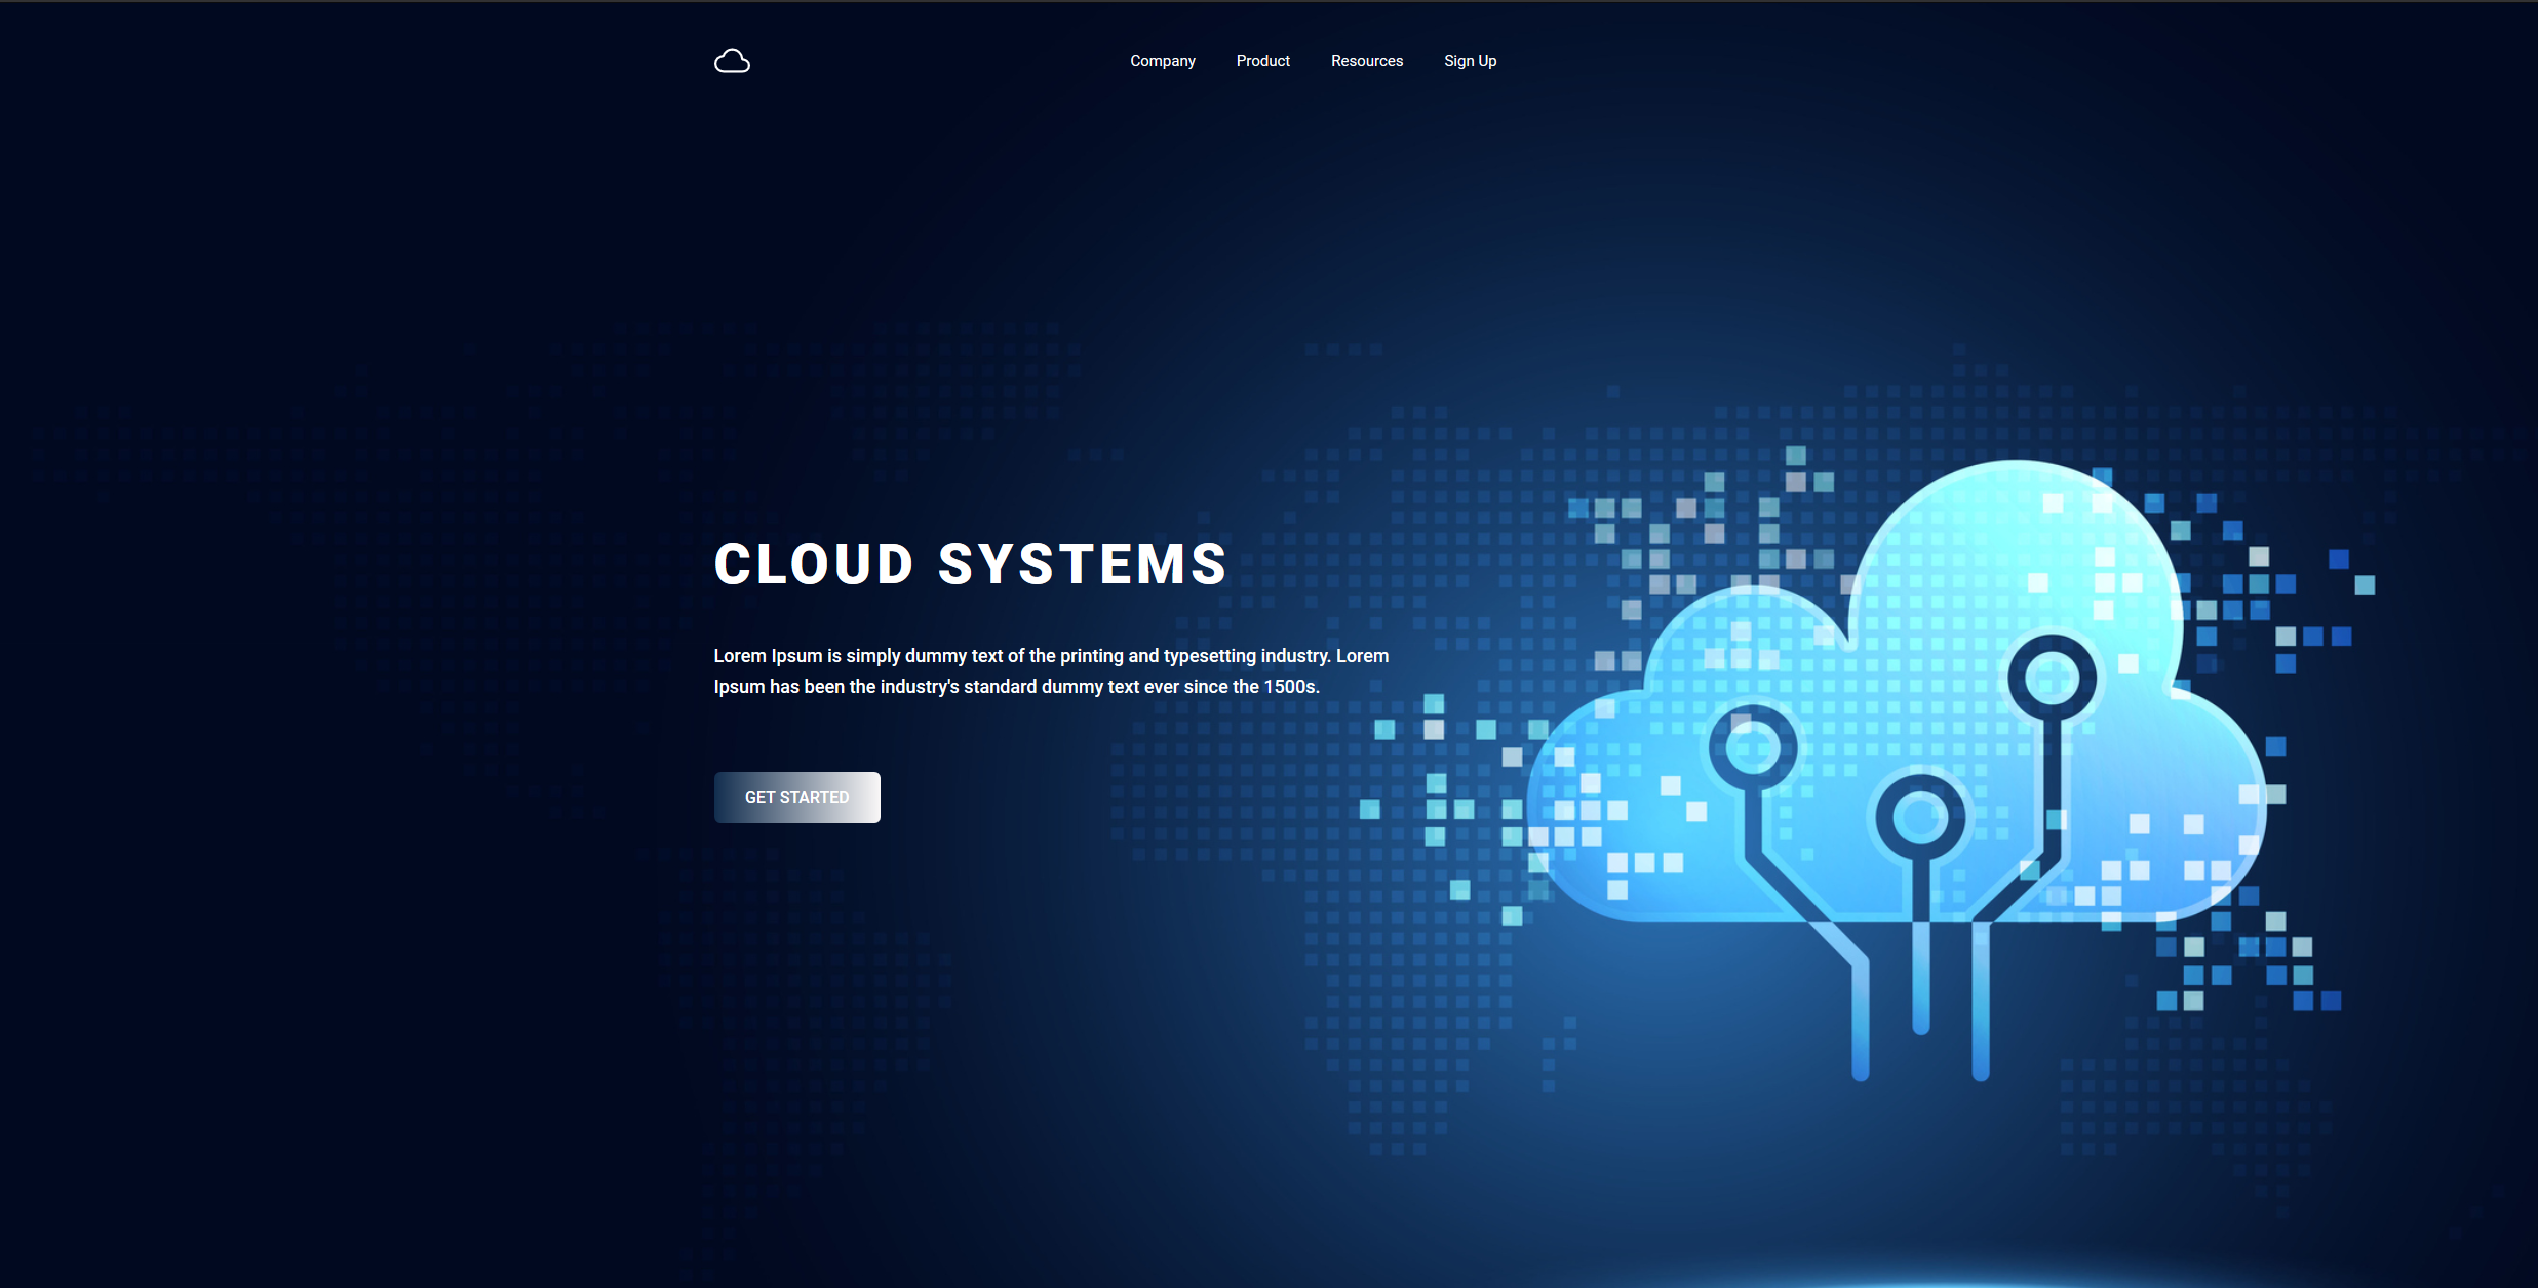 Company Product Resources Sign Up
CLOUD SYSTEMS
Lorem Ipsum is simply dummy text of the printing and typesetting industry. Lorem
Ipsum has been the industry's standard dummy text ever since the 1500s.
GET STARTED